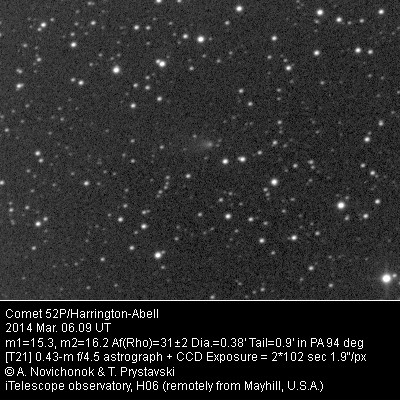 Comet 52P/Harrington-Abell
2014 Mar. 06.09 UT
m1=15.3, m2=16.2 Af(Rho)=31±2 Dia.=0.38' Tail=0.9' in PA 94 deg
[T21] 0.43-m f/4.5 astrograph + CCD Exposure = 2*102 sec 1.9"/px
© A. Novichonok & T. Prystavski
iTelescope observatory, H06 (remotely from Mayhill, U.S.A.)